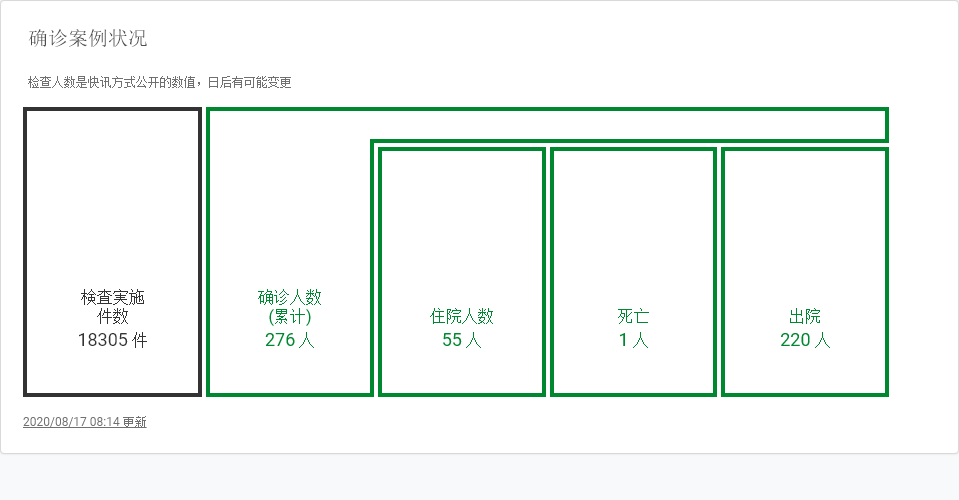 确诊案例状况
检查人数是快讯方式公开的数值，日后有可能变更
検査実施
件数
18305 件
确诊人数
(累计)
276 人
住院人数
55 人
死亡
1 人
出院
220 人
2020/08/17 08:14 更新